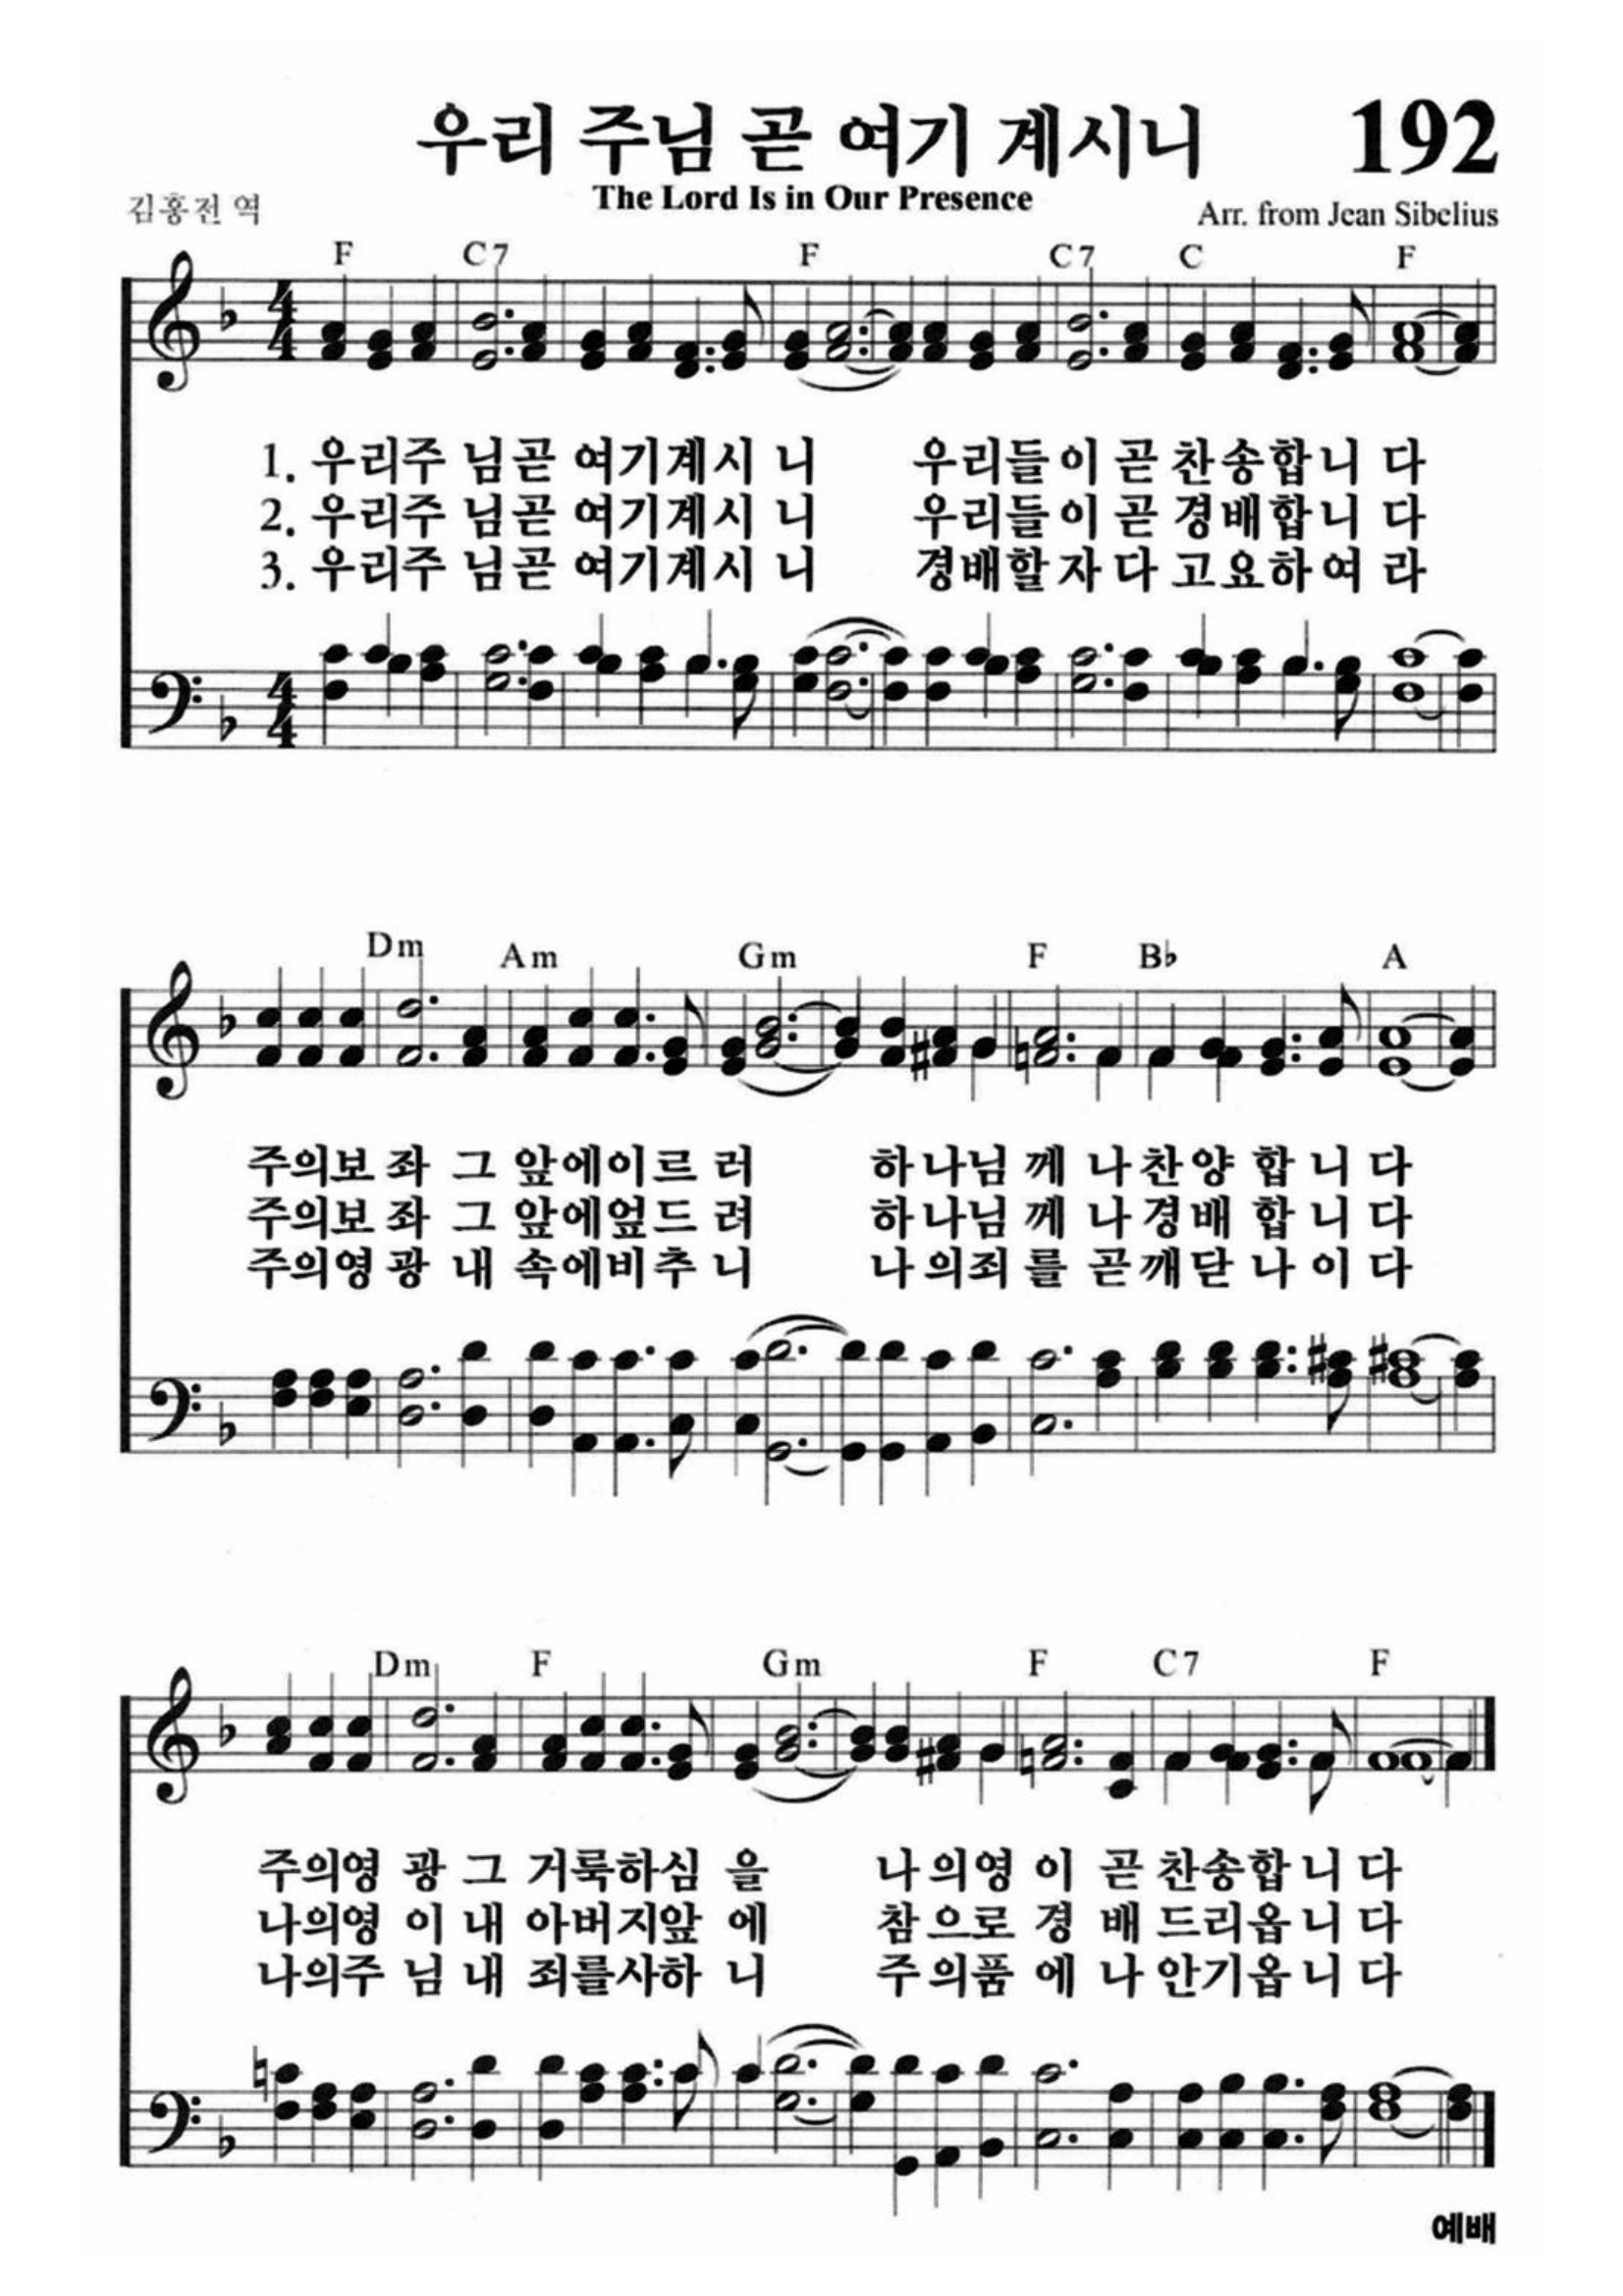 우리 주님 곧 여기 계시니 192
The Lord Is in Our Presence
김홍전 역
Arr. from Jean Sibelius
F C7 F C7 C F
1. 우리주 님곧 여기계시 니 우리들이곧 찬송합니 다
2. 우리주 님곧 여기계시 니 우리들이곧 경배합니 다
3. 우리주 님곧 여기계시 니 경배할자다 고요하여 라
Dm Am Gm F B♭ A
주의보 좌 그 앞에이르 러 하나님 께 나 찬양 합 니 다
주의보 좌 그 앞에엎드 려 하나님 께 나 경배 합 니 다
주의영 광 내 속에비추 니 나의죄 를 곧 깨닫 나 이 다
Dm F Gm F C7 F
주의영 광 그 거룩하심 을 나의영 이 곧 찬송합니 다
나의영 이 내 아버지앞 에 참으로 경 배 드리옵니 다
나의주 님 내 죄를사하 니 주의품 에 나 안기옵니 다
예배